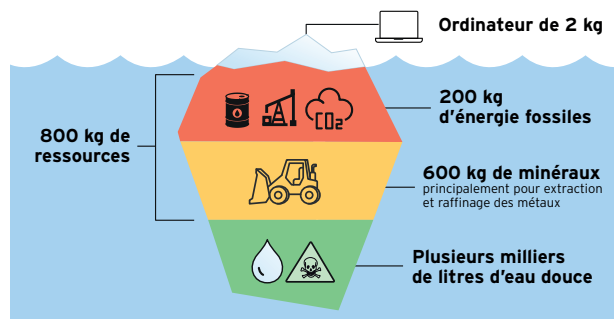 Ordinateur de 2 kg
800 kg de
ressources
CO2
200 kg
d'énergie fossiles
600 kg de minéraux
principalement pour extraction
et raffinage des métaux
Plusieurs milliers
de litres d'eau douce